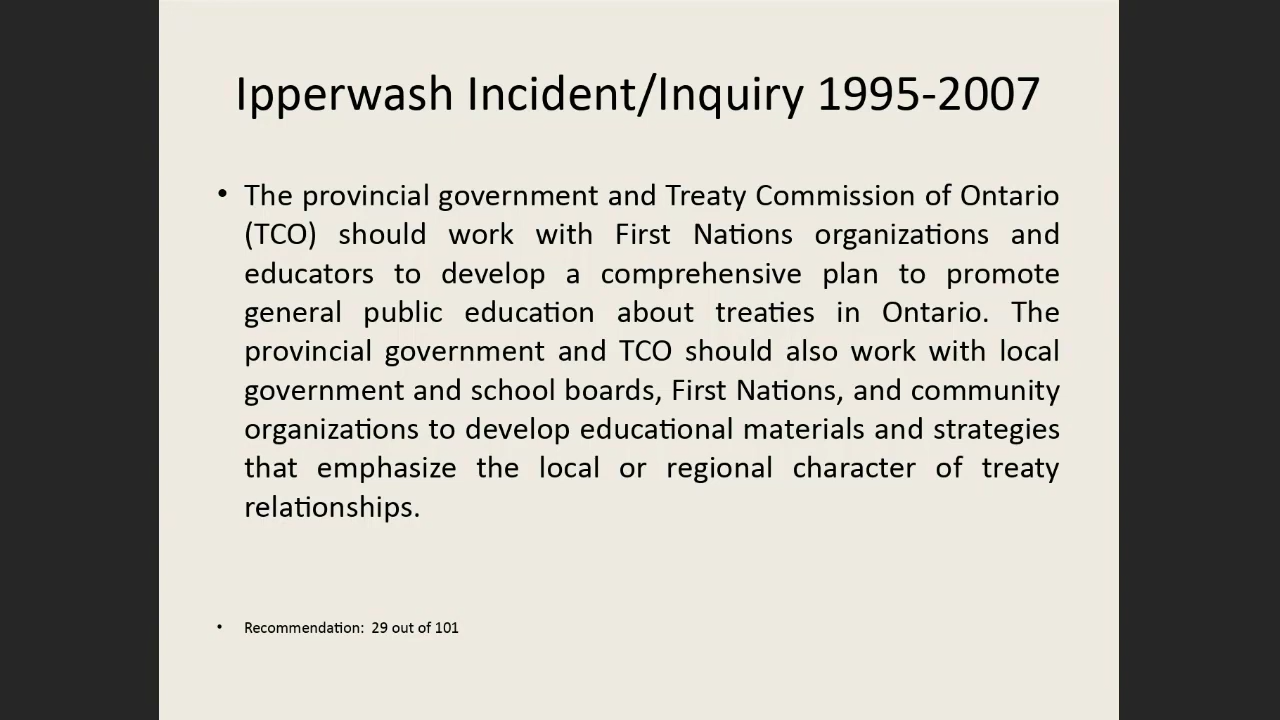 Ipperwash Incident/Inquiry 1995-2007
• The provincial government and Treaty Commission of Ontario
(TCO) should work with First Nations organizations and
educators to develop a comprehensive plan to promote
general public education about treaties in Ontario. The
provincial government and TCO should also work with local
government and school boards, First Nations, and community
organizations to develop educational materials and strategies
that emphasize the local or regional character of treaty
relationships.
• Recommendation: 29 out of 101